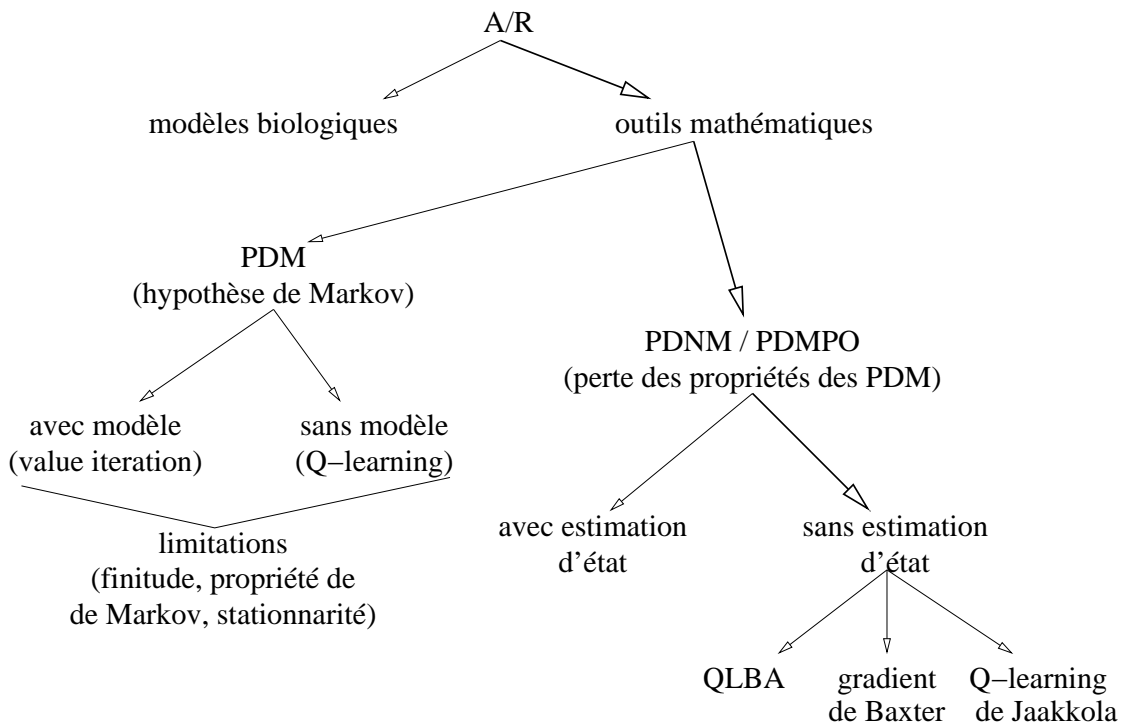 A/R
modèles biologiques
outils mathématiques
PDM
(hypothèse de Markov)
PDNM / PDMPO
(perte des propriétés des PDM)
avec modèle
(value iteration)
sans modèle
(Q−learning)
limitations
(finitude, propriété de
de Markov, stationnarité)
avec estimation
d’état
sans estimation
d’état
QLBA
gradient
de Baxter
Q−learning
de Jaakkola